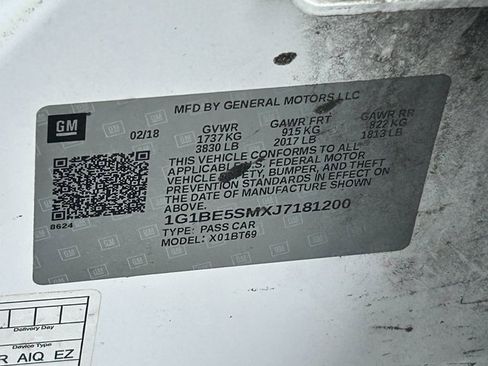 MFD BY GENERAL MOTORS LLC
GM
02/18
GVWR GAWR FRT GAWR RR
1737 KG 915 KG 822 KG
3830 LB 2017 LB 1813 LB
THIS VEHICLE CONFORMS TO ALL
APPLICABLE U.S. FEDERAL MOTOR
VEHICLE SAFETY, BUMPER, AND THEFT
PREVENTION STANDARDS IN EFFECT ON
THE DATE OF MANUFACTURE SHOWN
ABOVE.
8624
1G1BE5SMXJ7181200
TYPE: PASS CAR
MODEL: X01BT69
Delivery Day
Device Type
R AIQ EZ